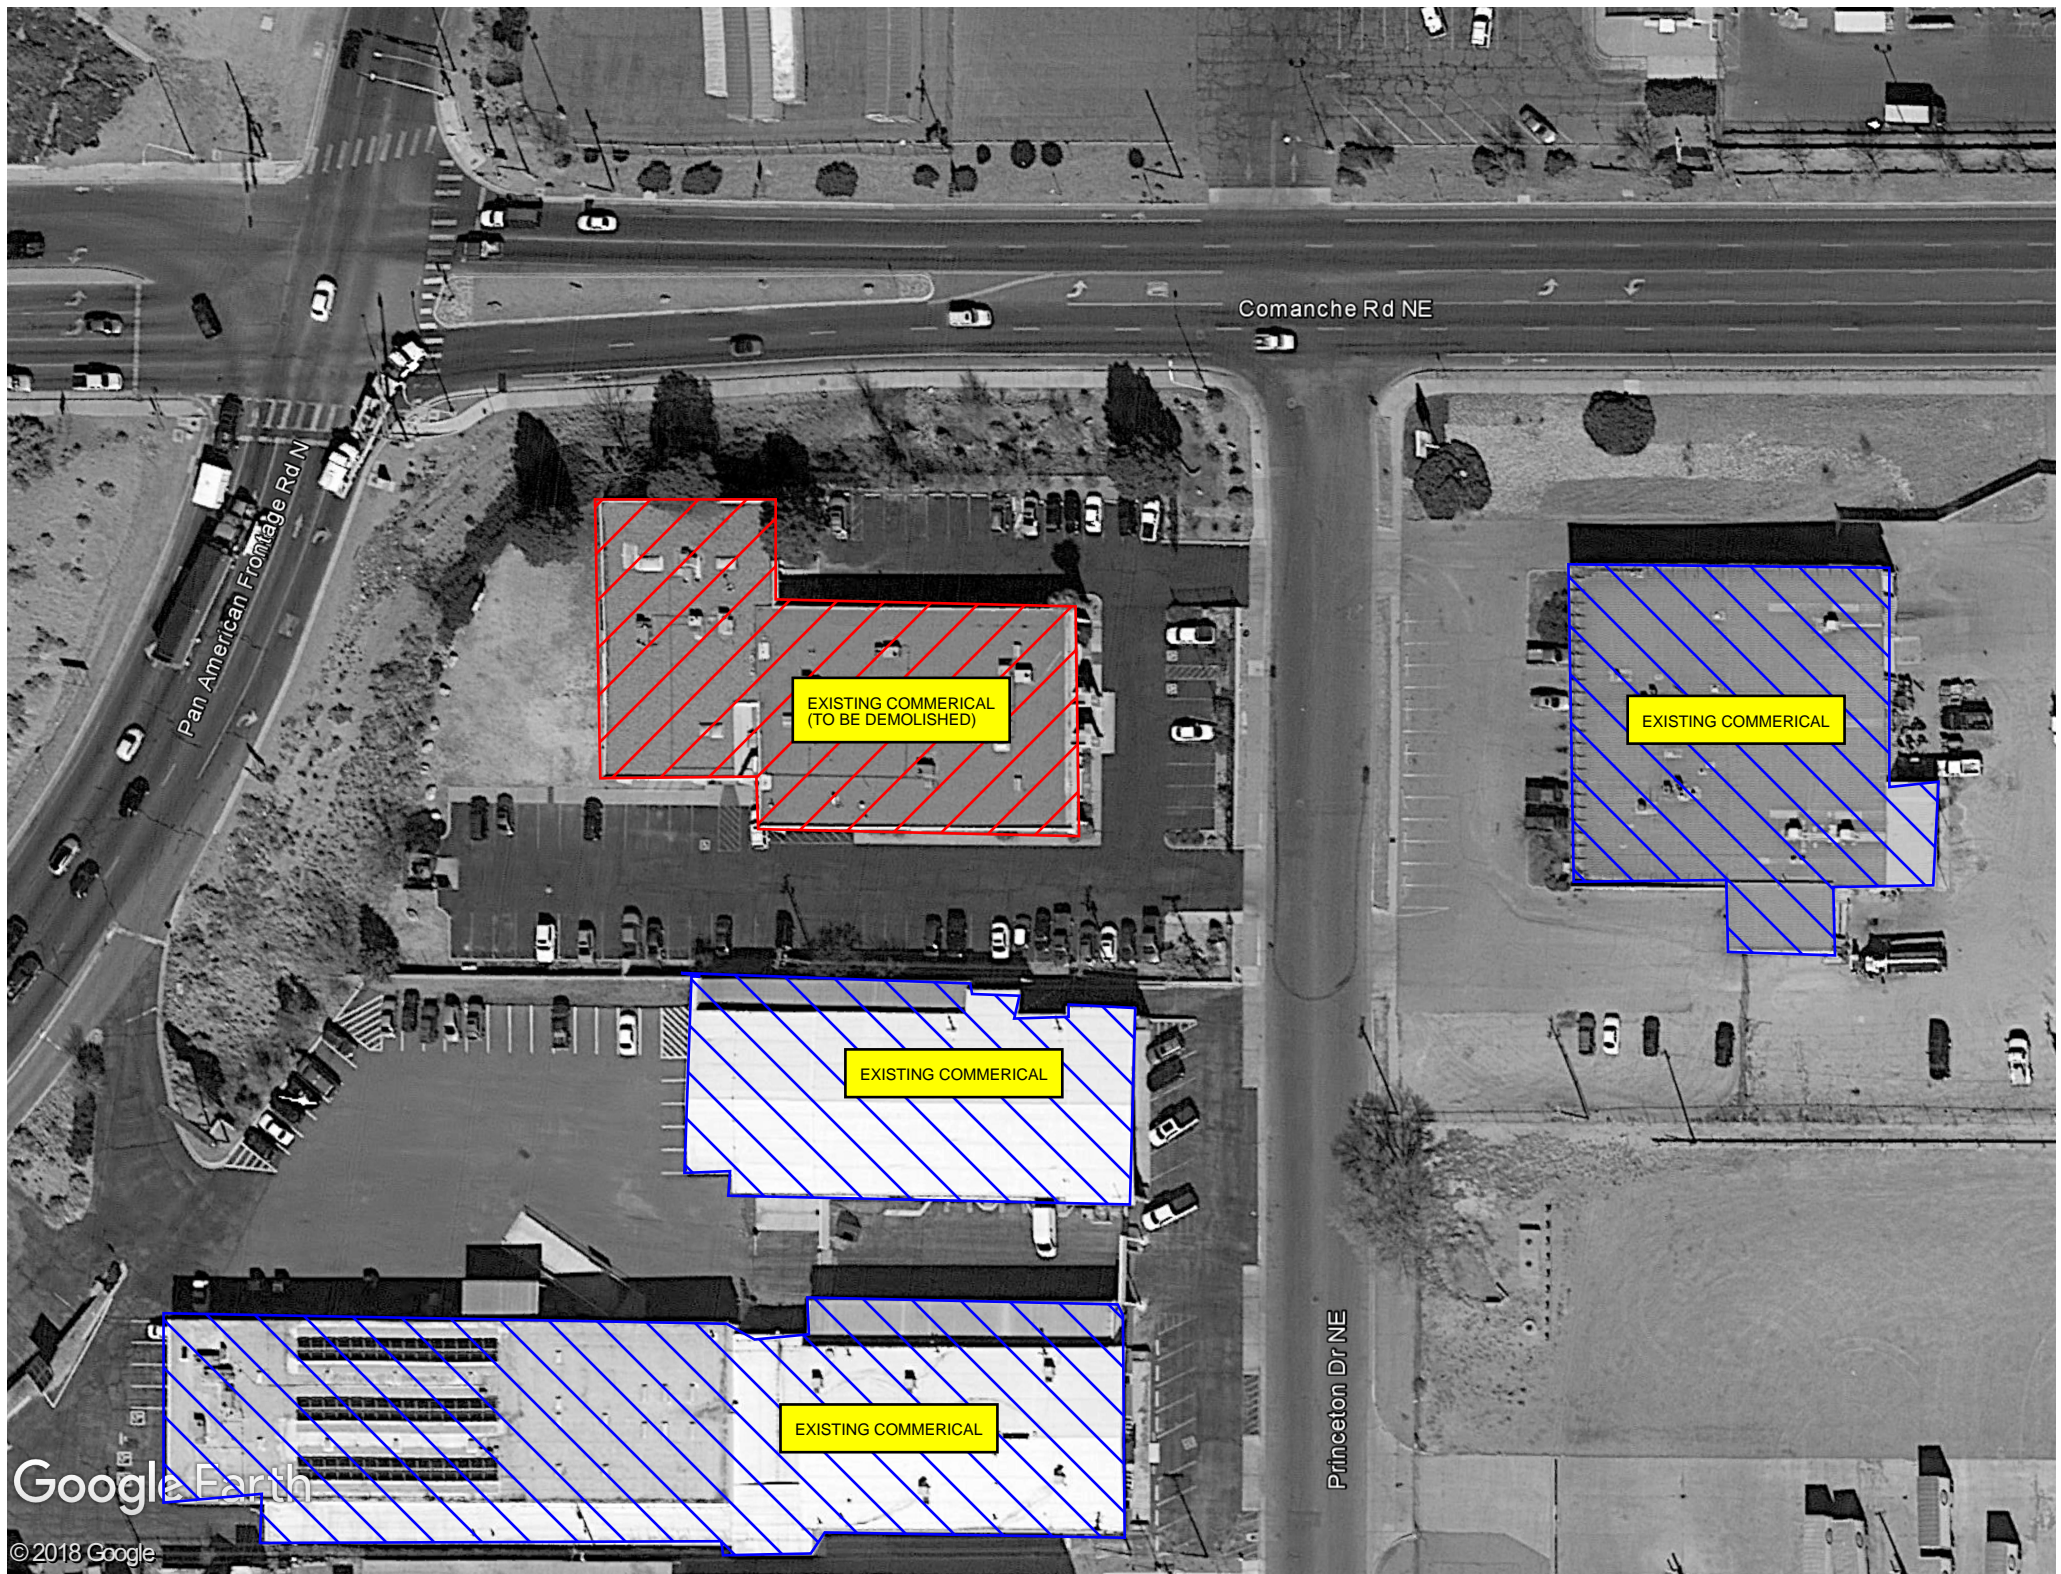 Comanche Rd NE
Pan American Frontage Rd N
EXISTING COMMERICAL
(TO BE DEMOLISHED)
EXISTING COMMERICAL
EXISTING COMMERICAL
EXISTING COMMERICAL
Princeton Dr NE
Google Earth
© 2018 Google